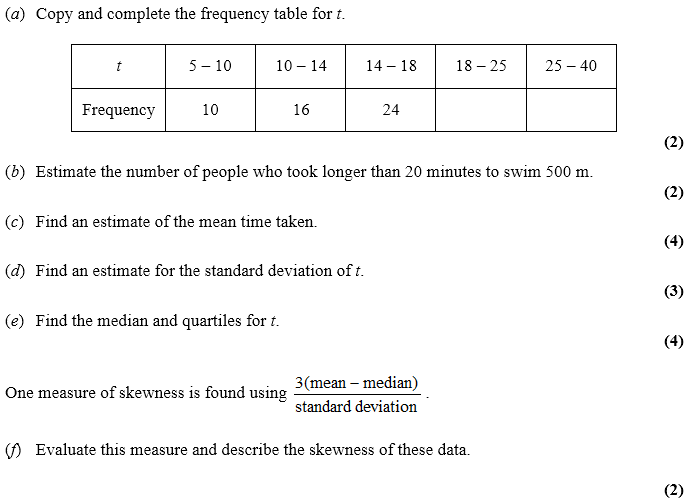 (a) Copy and complete the frequency table for t.
t 5 – 10 10 – 14 14 – 18 18 – 25 25 – 40
Frequency 10 16 24
(2)
(b) Estimate the number of people who took longer than 20 minutes to swim 500 m.
(2)
(c) Find an estimate of the mean time taken.
(4)
(d) Find an estimate for the standard deviation of t.
(3)
(e) Find the median and quartiles for t.
(4)
One measure of skewness is found using 3(mean – median) / standard deviation .
(f) Evaluate this measure and describe the skewness of these data.
(2)